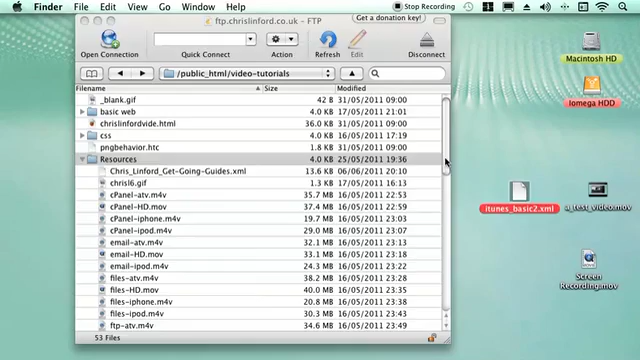 Finder File Edit View Go Window Help Stop Recording
ftp.chrislinford.co.uk – FTP
Get a donation key!
Open Connection Quick Connect Action Refresh Edit Disconnect
/public_html/video-tutorials
Filename Size Modified
_blank.gif 42 B 31/05/2011 09:00
basic web 4.0 KB 17/05/2011 21:01
chrislinfordvide.html 36.0 KB 31/05/2011 09:00
css 4.0 KB 16/05/2011 17:19
pngbehavior.htc 1.8 KB 31/05/2011 09:00
Resources 4.0 KB 25/05/2011 19:36
Chris_Linford_Get-Going-Guides.xml 13.6 KB 06/06/2011 20:10
chrisl6.gif 1.3 KB 17/05/2011 16:13
cPanel-atv.m4v 35.7 MB 16/05/2011 22:53
cPanel-HD.mov 37.4 MB 16/05/2011 22:59
cPanel-iphone.m4v 19.7 MB 16/05/2011 23:03
cPanel-ipod.m4v 29.0 MB 16/05/2011 23:07
email-atv.m4v 32.1 MB 16/05/2011 23:13
email-HD.mov 33.1 MB 16/05/2011 23:18
email-ipod.m4v 24.3 MB 16/05/2011 23:22
files-atv.m4v 38.2 MB 16/05/2011 23:28
files-HD.mov 40.0 MB 16/05/2011 23:35
files-iphone.m4v 20.8 MB 16/05/2011 23:38
files-ipod.m4v 30.3 MB 16/05/2011 23:43
ftp-atv.m4v 34.6 MB 16/05/2011 23:49
53 Files
Macintosh HD
Iomega HDD
itunes_basic2.xml
a_test_video.mov
Screen
Recording.mov